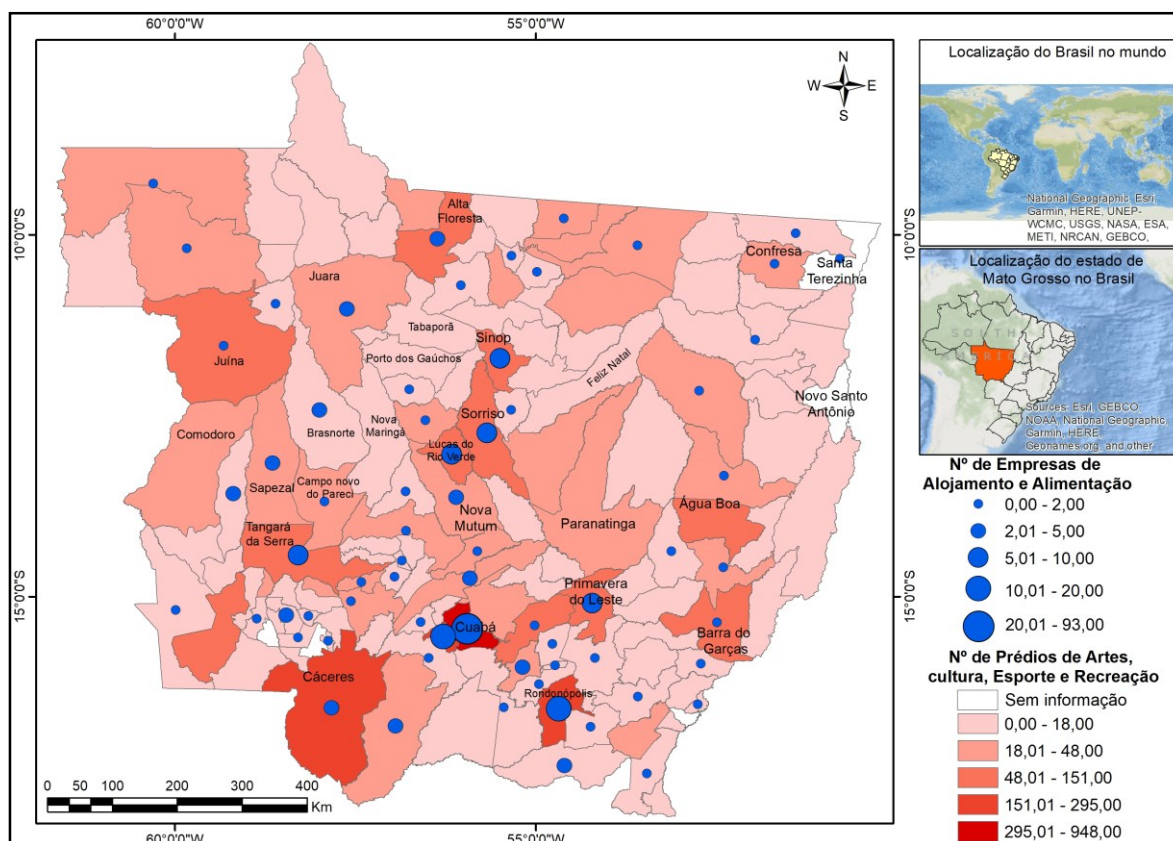 60°0'0"W
55°0'0"W
N
W
E
S
10°0'0"S
15°0'0"S
Alta
Floresta
Juara
Confresa
Santa
Terezinha
Tabaporã
Sinop
Juína
Porto dos Gaúchos
Feliz Natal
Novo Santo
Antônio
Comodoro
Brasnorte
Nova
Maringá
Sorriso
Lucas do
Rio Verde
Sapezal
Campo novo
do Pareci
Nova
Mutum
Paranatinga
Água Boa
Tangará
da Serra
Primavera
do Leste
Cuabá
Barra do
Garças
Cáceres
Rondonópolis
0
100
200
300
400
Km
10°0'0"S
15°0'0"S
60°0'0"W
55°0'0"W
Localização do Brasil no mundo
National Geographic, Esri,
Garmin, HERE, UNEP-
WCMC, USGS, NASA, ESA,
METI, NRCAN, GEBCO,
Localização do estado de
Mato Grosso no Brasil
SOUTH
AMERICA
Sources: Esri, GEBCO,
NOAA, National Geographic,
Garmin, HERE,
Geonames.org, and other
Nº de Empresas de
Alojamento e Alimentação
0,00 - 2,00
2,01 - 5,00
5,01 - 10,00
10,01 - 20,00
20,01 - 93,00
Nº de Prédios de Artes,
cultura, Esporte e Recreação
Sem informação
0,00 - 18,00
18,01 - 48,00
48,01 - 151,00
151,01 - 295,00
295,01 - 948,00